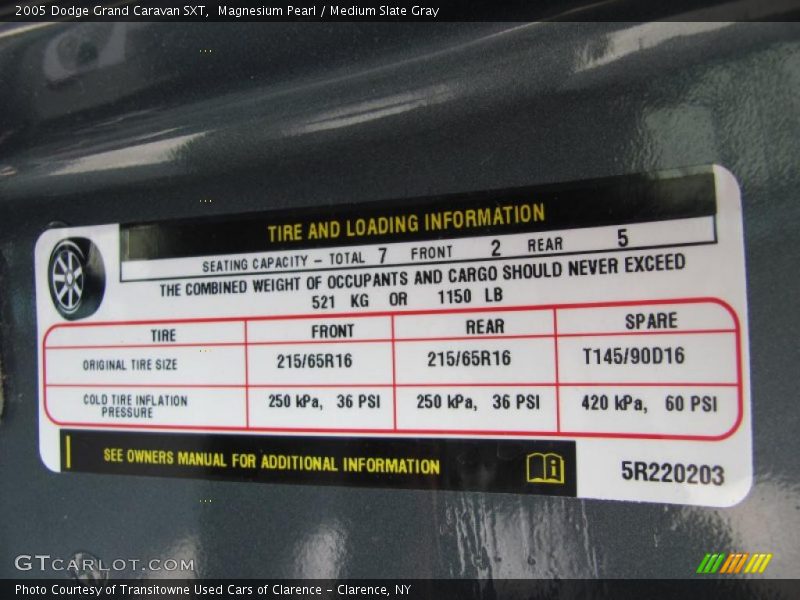 2005 Dodge Grand Caravan SXT,  Magnesium Pearl / Medium Slate Gray
TIRE AND LOADING INFORMATION
SEATING CAPACITY – TOTAL 7 FRONT 2 REAR 5
THE COMBINED WEIGHT OF OCCUPANTS AND CARGO SHOULD NEVER EXCEED
521 KG OR 1150 LB
TIRE FRONT REAR SPARE
ORIGINAL TIRE SIZE 215/65R16 215/65R16 T145/90D16
COLD TIRE INFLATION
PRESSURE 250 kPa, 36 PSI 250 kPa, 36 PSI 420 kPa, 60 PSI
SEE OWNERS MANUAL FOR ADDITIONAL INFORMATION
5R220203
GTCARLOT.COM
Photo Courtesy of Transitowne Used Cars of Clarence – Clarence, NY